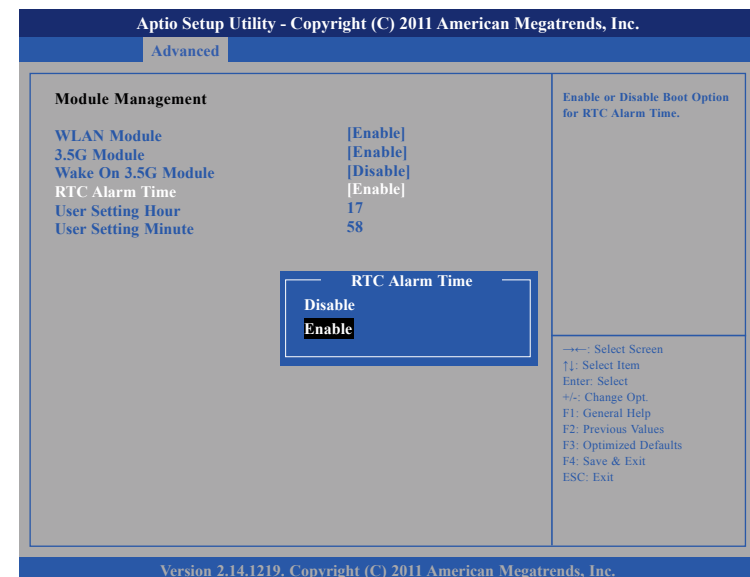 Aptio Setup Utility - Copyright (C) 2011 American Megatrends, Inc.
Advanced
Module Management
WLAN Module [Enable]
3.5G Module [Enable]
Wake On 3.5G Module [Disable]
RTC Alarm Time [Enable]
User Setting Hour 17
User Setting Minute 58
RTC Alarm Time
Disable
Enable
Enable or Disable Boot Option
for RTC Alarm Time.
→←: Select Screen
↑↓: Select Item
Enter: Select
+/-: Change Opt.
F1: General Help
F2: Previous Values
F3: Optimized Defaults
F4: Save & Exit
ESC: Exit
Version 2.14.1219. Copyright (C) 2011 American Megatrends, Inc.